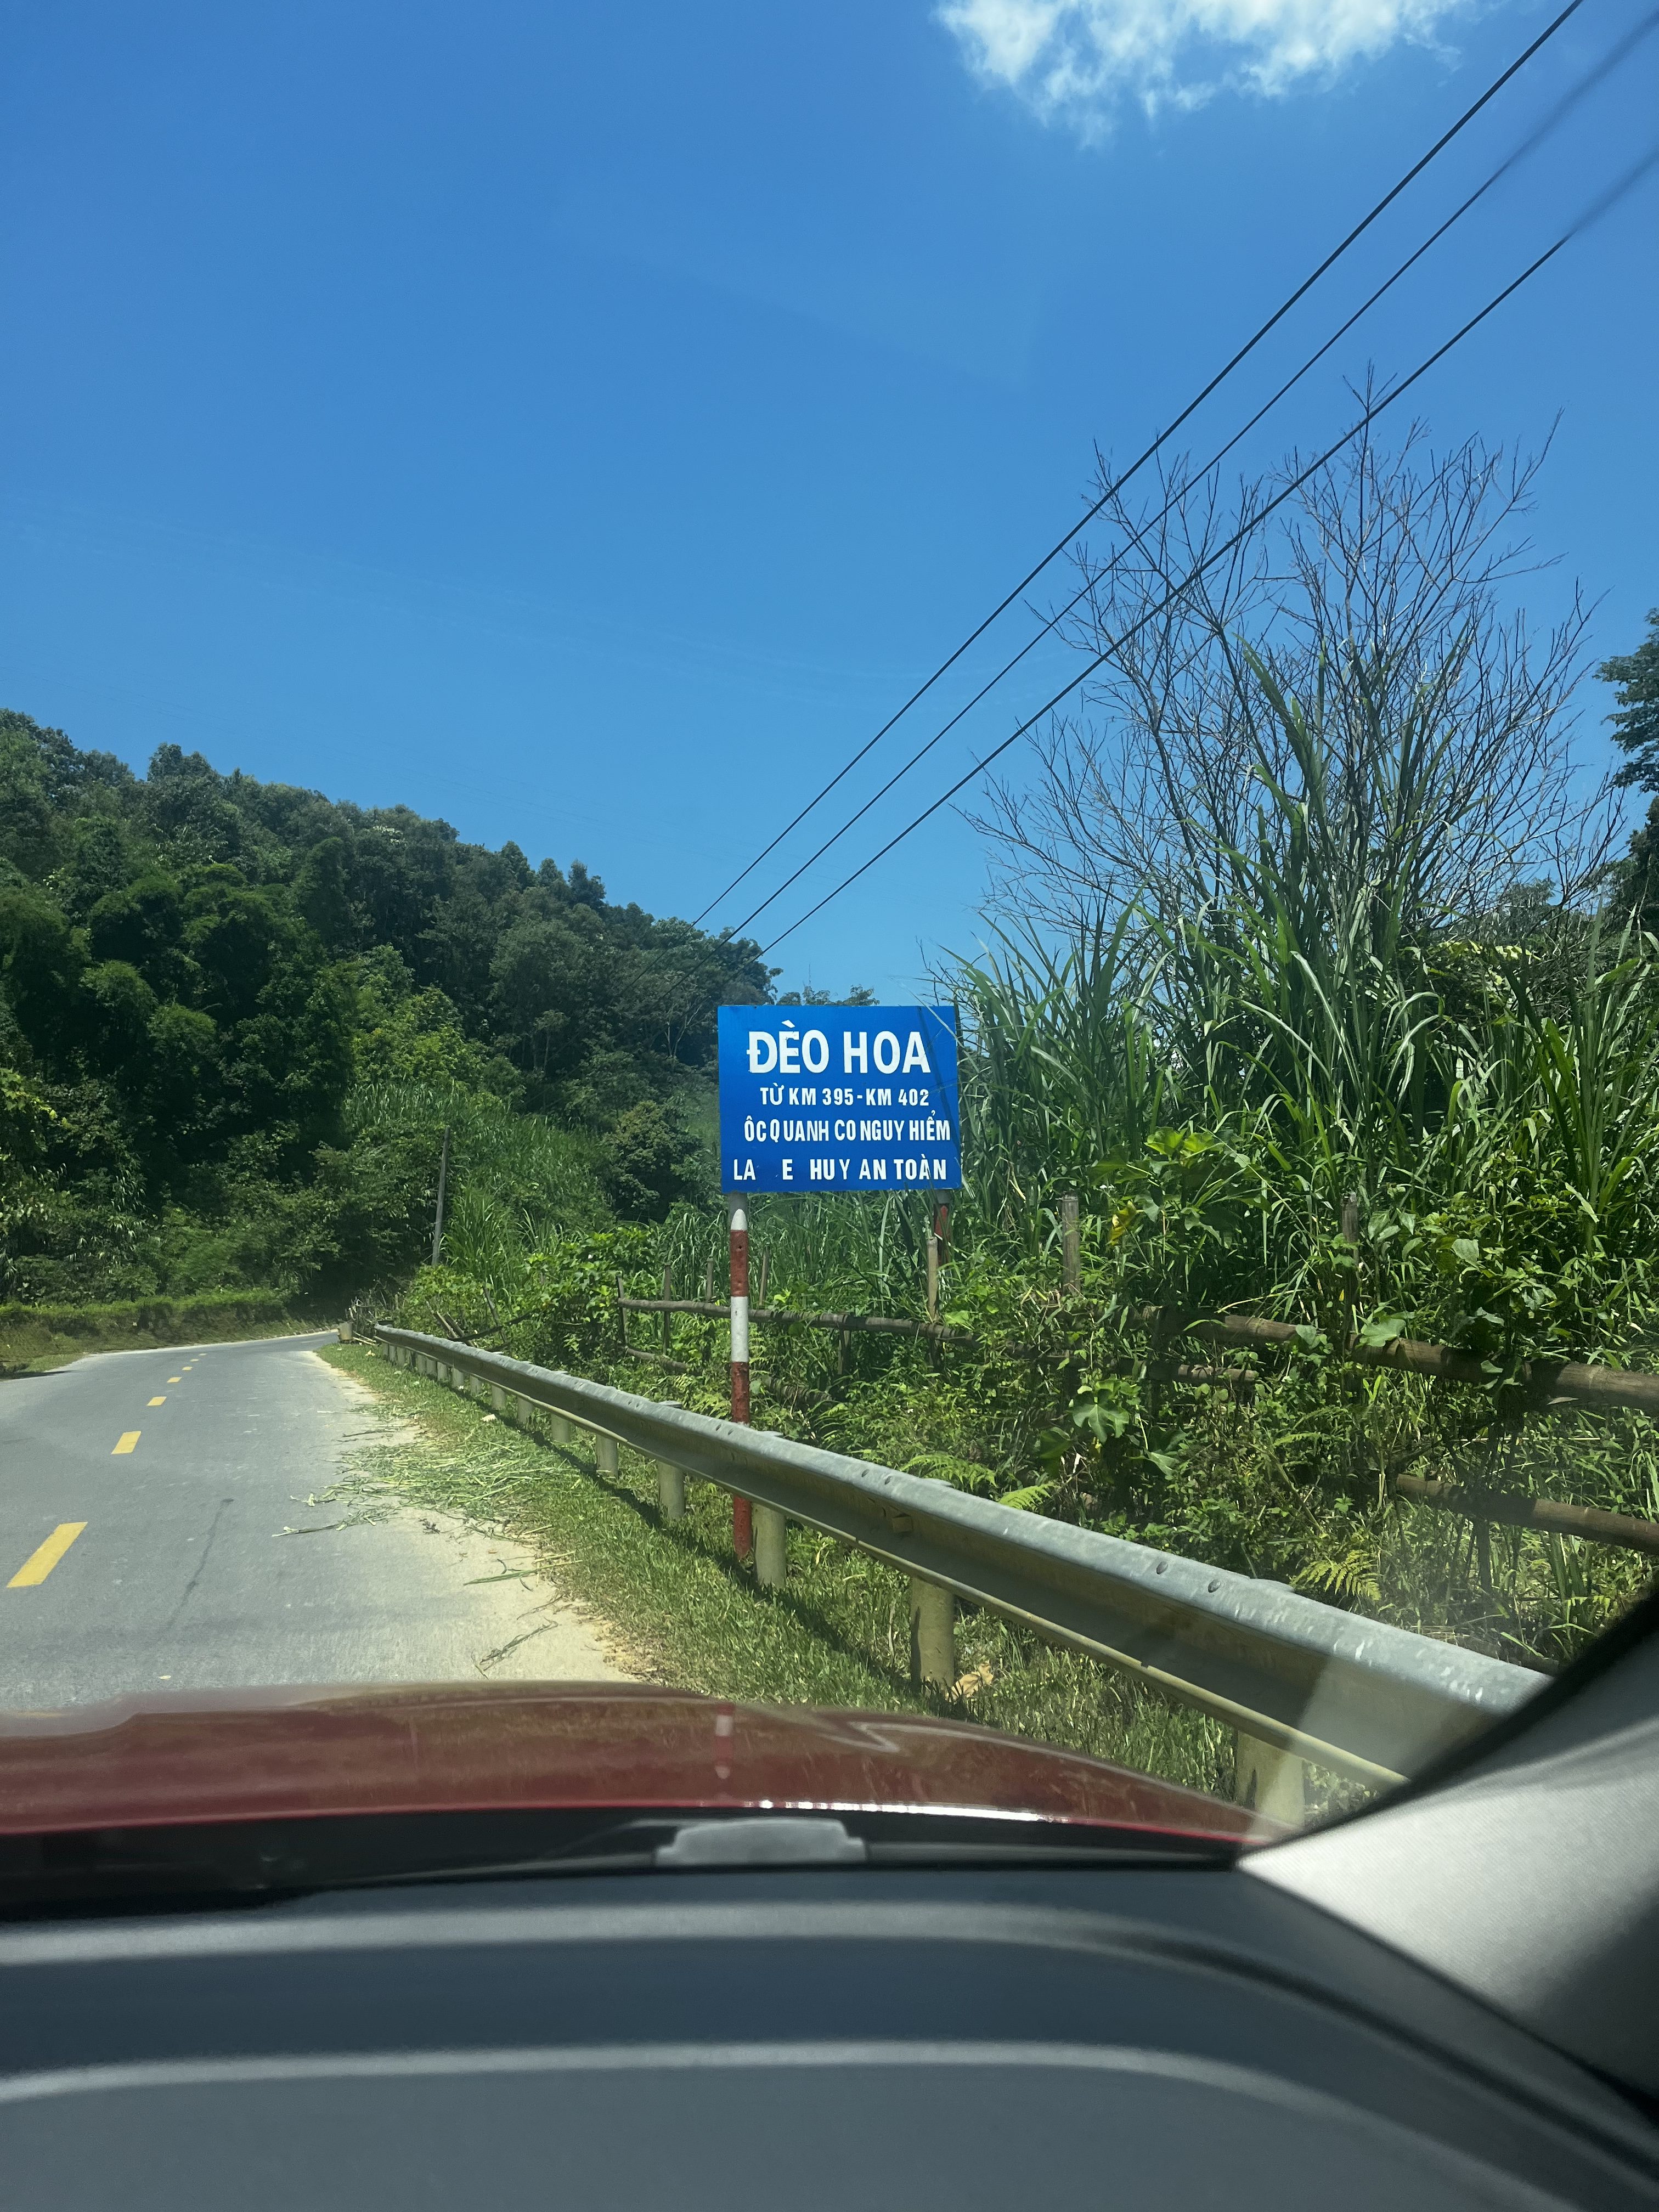 ĐÈO HOA
TỪ KM 395-KM 402
ÔC QUANH CO NGUY HIỂM
LA E HUY AN TOÀN